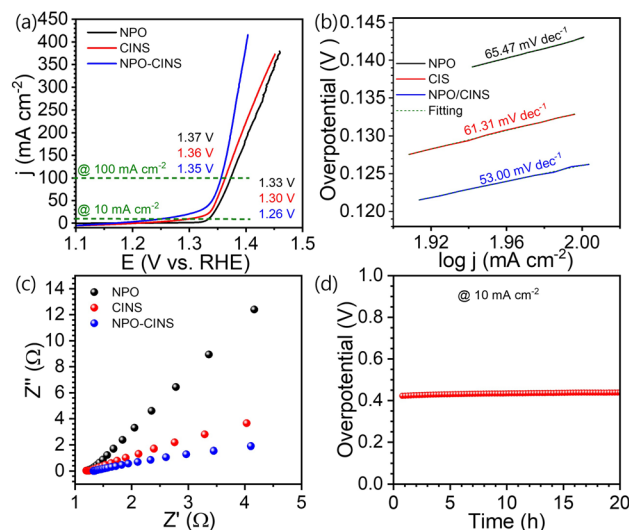 (a)
450
400
350
300
250
200
150
100
50
0
j (mA cm-2)
NPO
CINS
NPO-CINS
1.37 V
1.36 V
1.35 V
@ 100 mA cm-2
1.33 V
1.30 V
1.26 V
@ 10 mA cm-2
1.1 1.2 1.3 1.4 1.5
E (V vs. RHE)
(b)
0.145
0.140
0.135
0.130
0.125
0.120
Overpotential (V)
65.47 mV dec-1
NPO
CIS
NPO/CINS
Fitting
61.31 mV dec-1
53.00 mV dec-1
1.92 1.96 2.00
log j (mA cm-2)
(c)
14
12
10
8
6
4
2
0
Z'' (Ω)
NPO
CINS
NPO-CINS
0 1 2 3 4 5
Z' (Ω)
(d)
1.0
0.8
0.6
0.4
0.2
0.0
Overpotential (V)
@ 10 mA cm-2
0 5 10 15 20
Time (h)